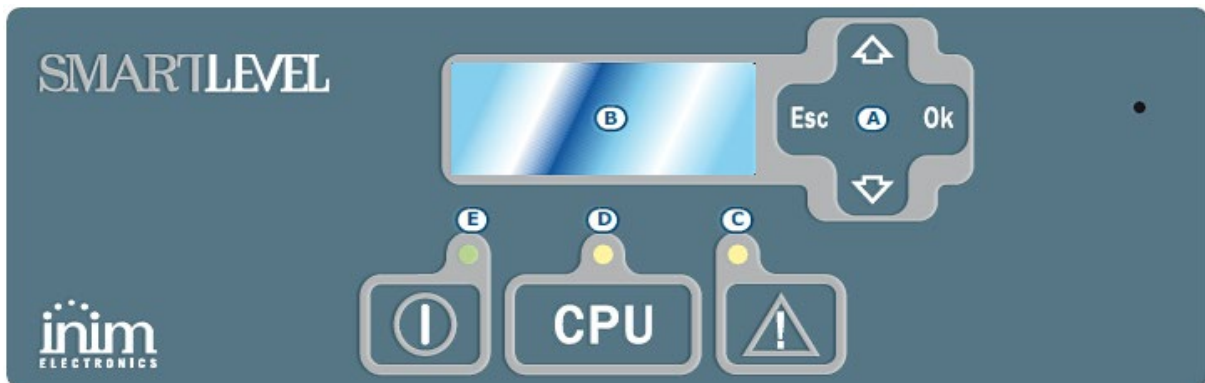 SMARTLEVEL
B
Esc A Ok
E D C
CPU
!
inim
ELECTRONICS